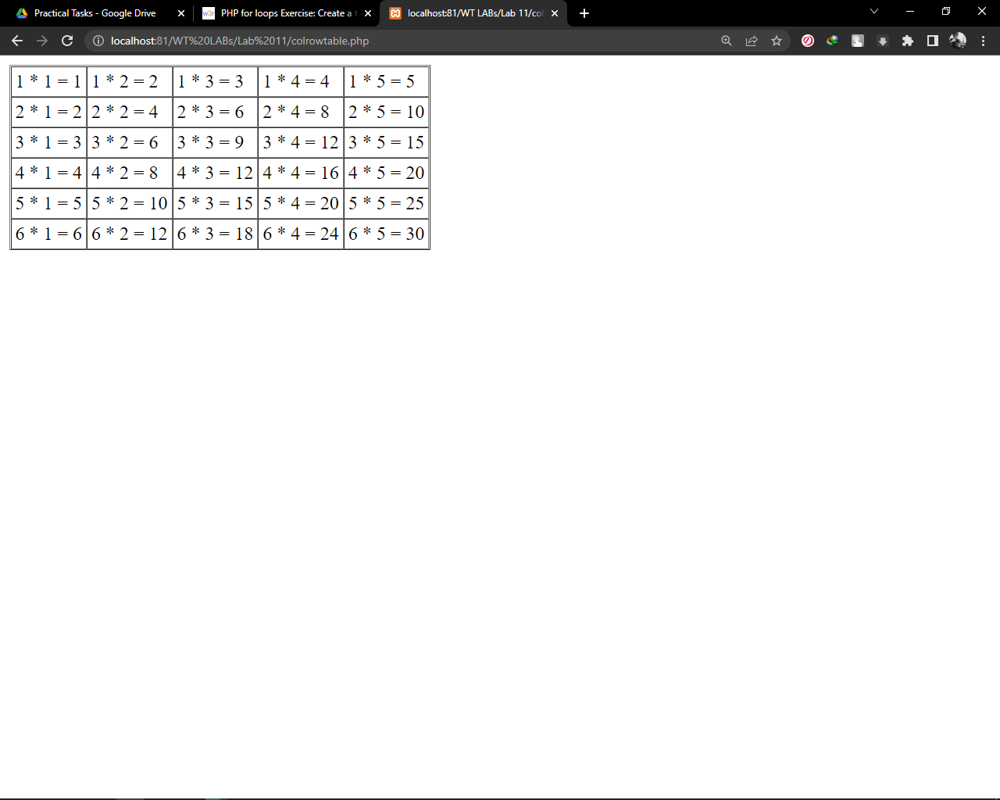 Practical Tasks - Google Drive
w3r PHP for loops Exercise: Create a
localhost:81/WT LABs/Lab 11/col
localhost:81/WT%20LABs/Lab%2011/colrowtable.php
1 * 1 = 1 1 * 2 = 2 1 * 3 = 3 1 * 4 = 4 1 * 5 = 5
2 * 1 = 2 2 * 2 = 4 2 * 3 = 6 2 * 4 = 8 2 * 5 = 10
3 * 1 = 3 3 * 2 = 6 3 * 3 = 9 3 * 4 = 12 3 * 5 = 15
4 * 1 = 4 4 * 2 = 8 4 * 3 = 12 4 * 4 = 16 4 * 5 = 20
5 * 1 = 5 5 * 2 = 10 5 * 3 = 15 5 * 4 = 20 5 * 5 = 25
6 * 1 = 6 6 * 2 = 12 6 * 3 = 18 6 * 4 = 24 6 * 5 = 30